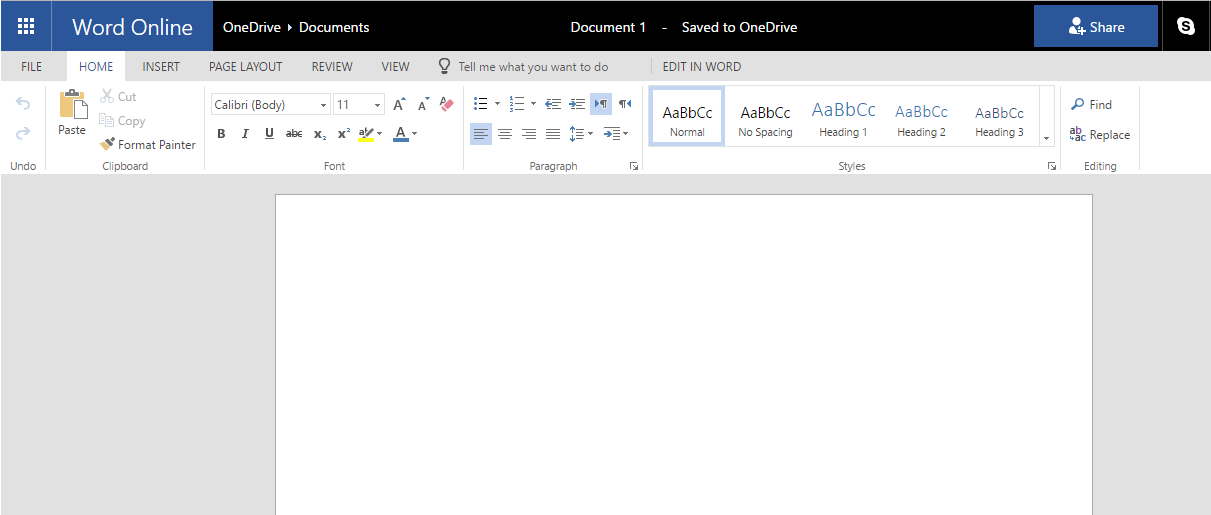 Word Online OneDrive Documents Document 1 - Saved to OneDrive Share
FILE HOME INSERT PAGE LAYOUT REVIEW VIEW Tell me what you want to do EDIT IN WORD
Paste
Cut
Copy
Format Painter
Calibri (Body) 11
B I U abc x₂ x² ab A
AaBbCc AaBbCc AaBbCc AaBbCc AaBbCc
Normal No Spacing Heading 1 Heading 2 Heading 3
Find
Replace
Undo Clipboard Font Paragraph Styles Editing